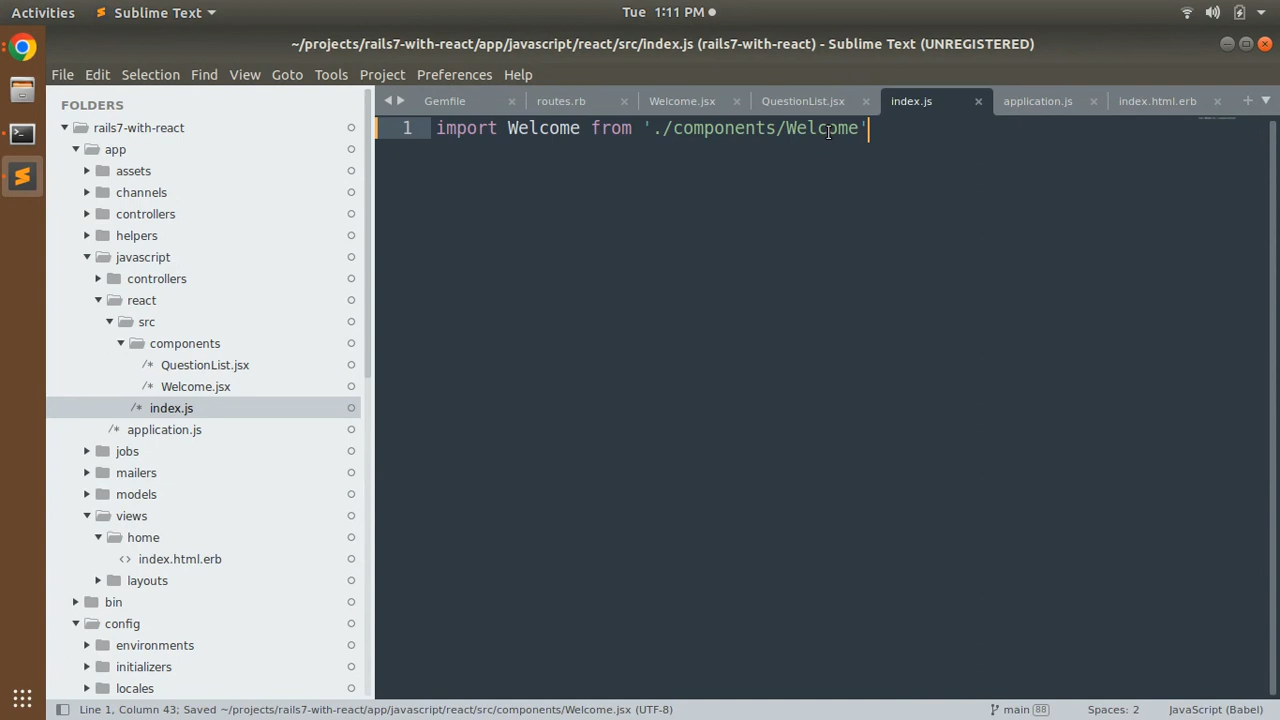 Activities
Sublime Text
Tue 1:11 PM
~/projects/rails7-with-react/app/javascript/react/src/index.js (rails7-with-react) - Sublime Text (UNREGISTERED)
File Edit Selection Find View Goto Tools Project Preferences Help
FOLDERS
Gemfile
routes.rb
Welcome.jsx
QuestionList.jsx
index.js
application.js
index.html.erb
1 import Welcome from './components/Welcome'
rails7-with-react
app
assets
channels
controllers
helpers
javascript
controllers
react
src
components
/* QuestionList.jsx
/* Welcome.jsx
/* index.js
/* application.js
jobs
mailers
models
views
home
<> index.html.erb
layouts
bin
config
environments
initializers
locales
Line 1, Column 43; Saved ~/projects/rails7-with-react/app/javascript/react/src/components/Welcome.jsx (UTF-8)
main 88
Spaces: 2
JavaScript (Babel)